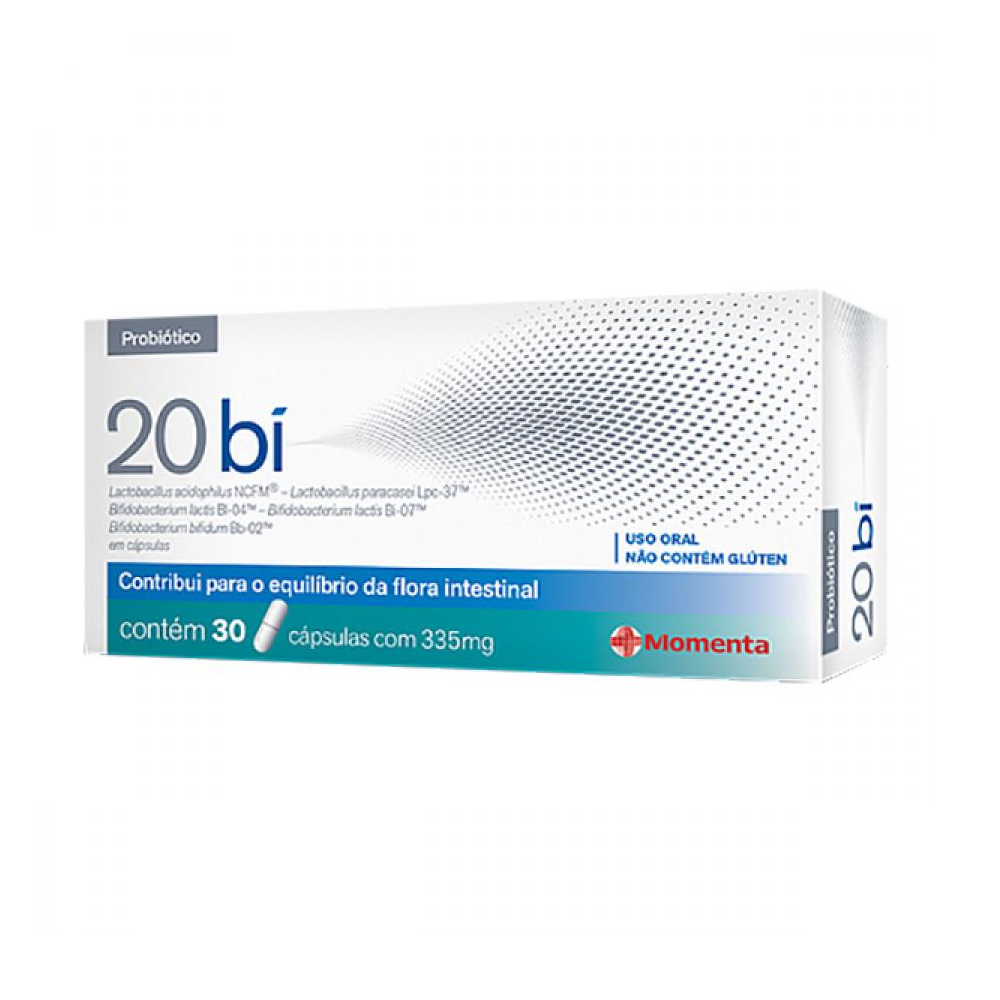 Probiótico
20 bí
Lactobacillus acidophilus NCFM® – Lactobacillus paracasei Lpc-37™
Bifidobacterium lactis Bl-04™ – Bifidobacterium lactis Bi-07™
Bifidobacterium bifidum Bb-02™
em cápsulas
USO ORAL
NÃO CONTÉM GLÚTEN
Contribui para o equilíbrio da flora intestinal
contém 30 cápsulas com 335mg
Momenta
Probiótico
20 bí